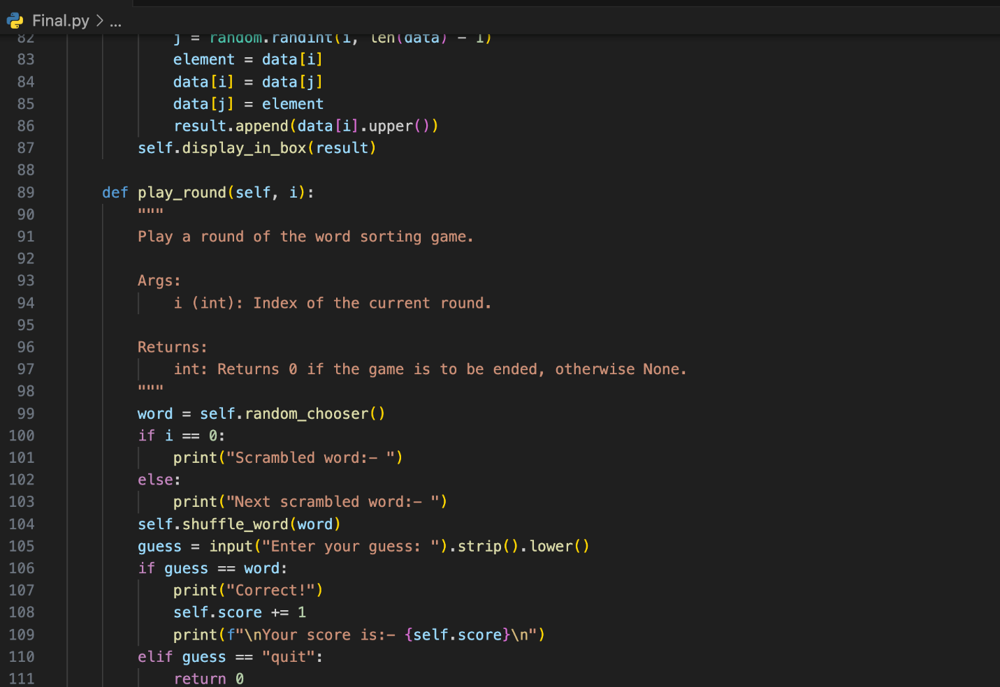 Final.py > ...
82 j = random.randint(i, len(data) - 1)
83 element = data[i]
84 data[i] = data[j]
85 data[j] = element
86 result.append(data[i].upper())
87 self.display_in_box(result)
88
89 def play_round(self, i):
90 """
91 Play a round of the word sorting game.
92
93 Args:
94 i (int): Index of the current round.
95
96 Returns:
97 int: Returns 0 if the game is to be ended, otherwise None.
98 """
99 word = self.random_chooser()
100 if i == 0:
101 print("Scrambled word:- ")
102 else:
103 print("Next scrambled word:- ")
104 self.shuffle_word(word)
105 guess = input("Enter your guess: ").strip().lower()
106 if guess == word:
107 print("Correct!")
108 self.score += 1
109 print(f"\nYour score is:- {self.score}\n")
110 elif guess == "quit":
111 return 0